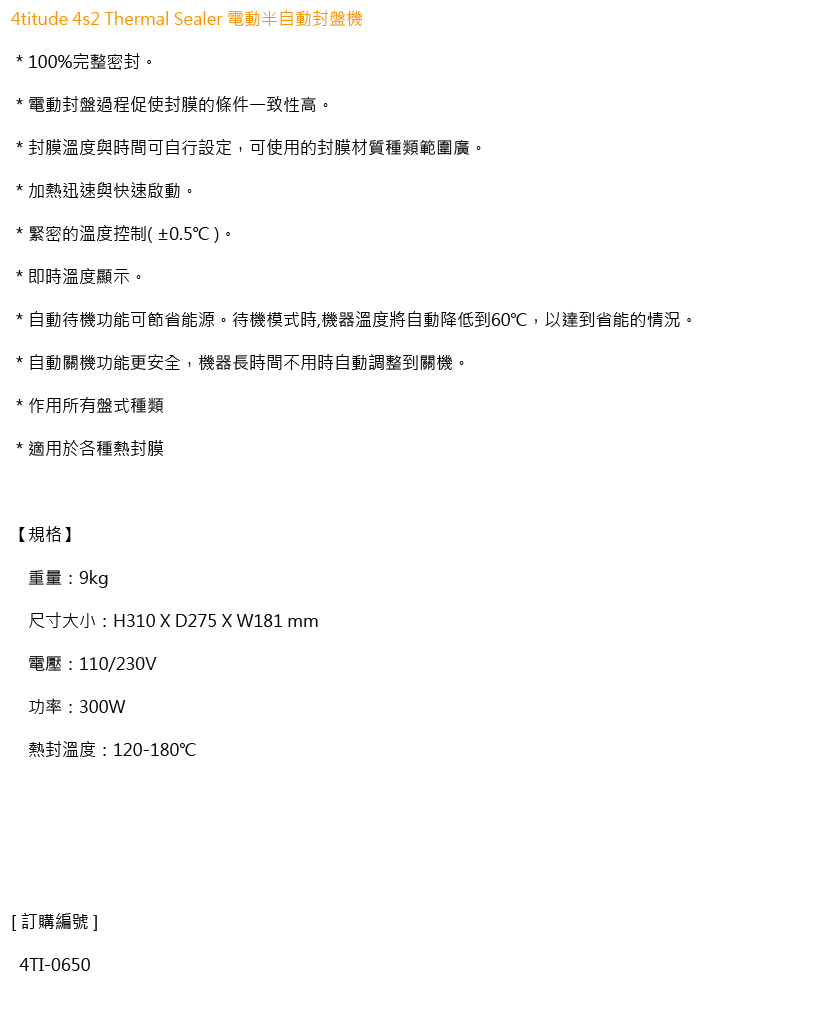 4titude 4s2 Thermal Sealer 電動半自動封盤機
* 100%完整密封。
* 電動封盤過程促使封膜的條件一致性高。
* 封膜溫度與時間可自行設定，可使用的封膜材質種類範圍廣。
* 加熱迅速與快速啟動。
* 緊密的溫度控制( ±0.5℃ )。
* 即時溫度顯示。
* 自動待機功能可節省能源。待機模式時,機器溫度將自動降低到60℃，以達到省能的情況。
* 自動關機功能更安全，機器長時間不用時自動調整到關機。
* 作用所有盤式種類
* 適用於各種熱封膜
【規格】
重量：9kg
尺寸大小：H310 X D275 X W181 mm
電壓：110/230V
功率：300W
熱封溫度：120-180℃
[ 訂購編號 ]
4TI-0650